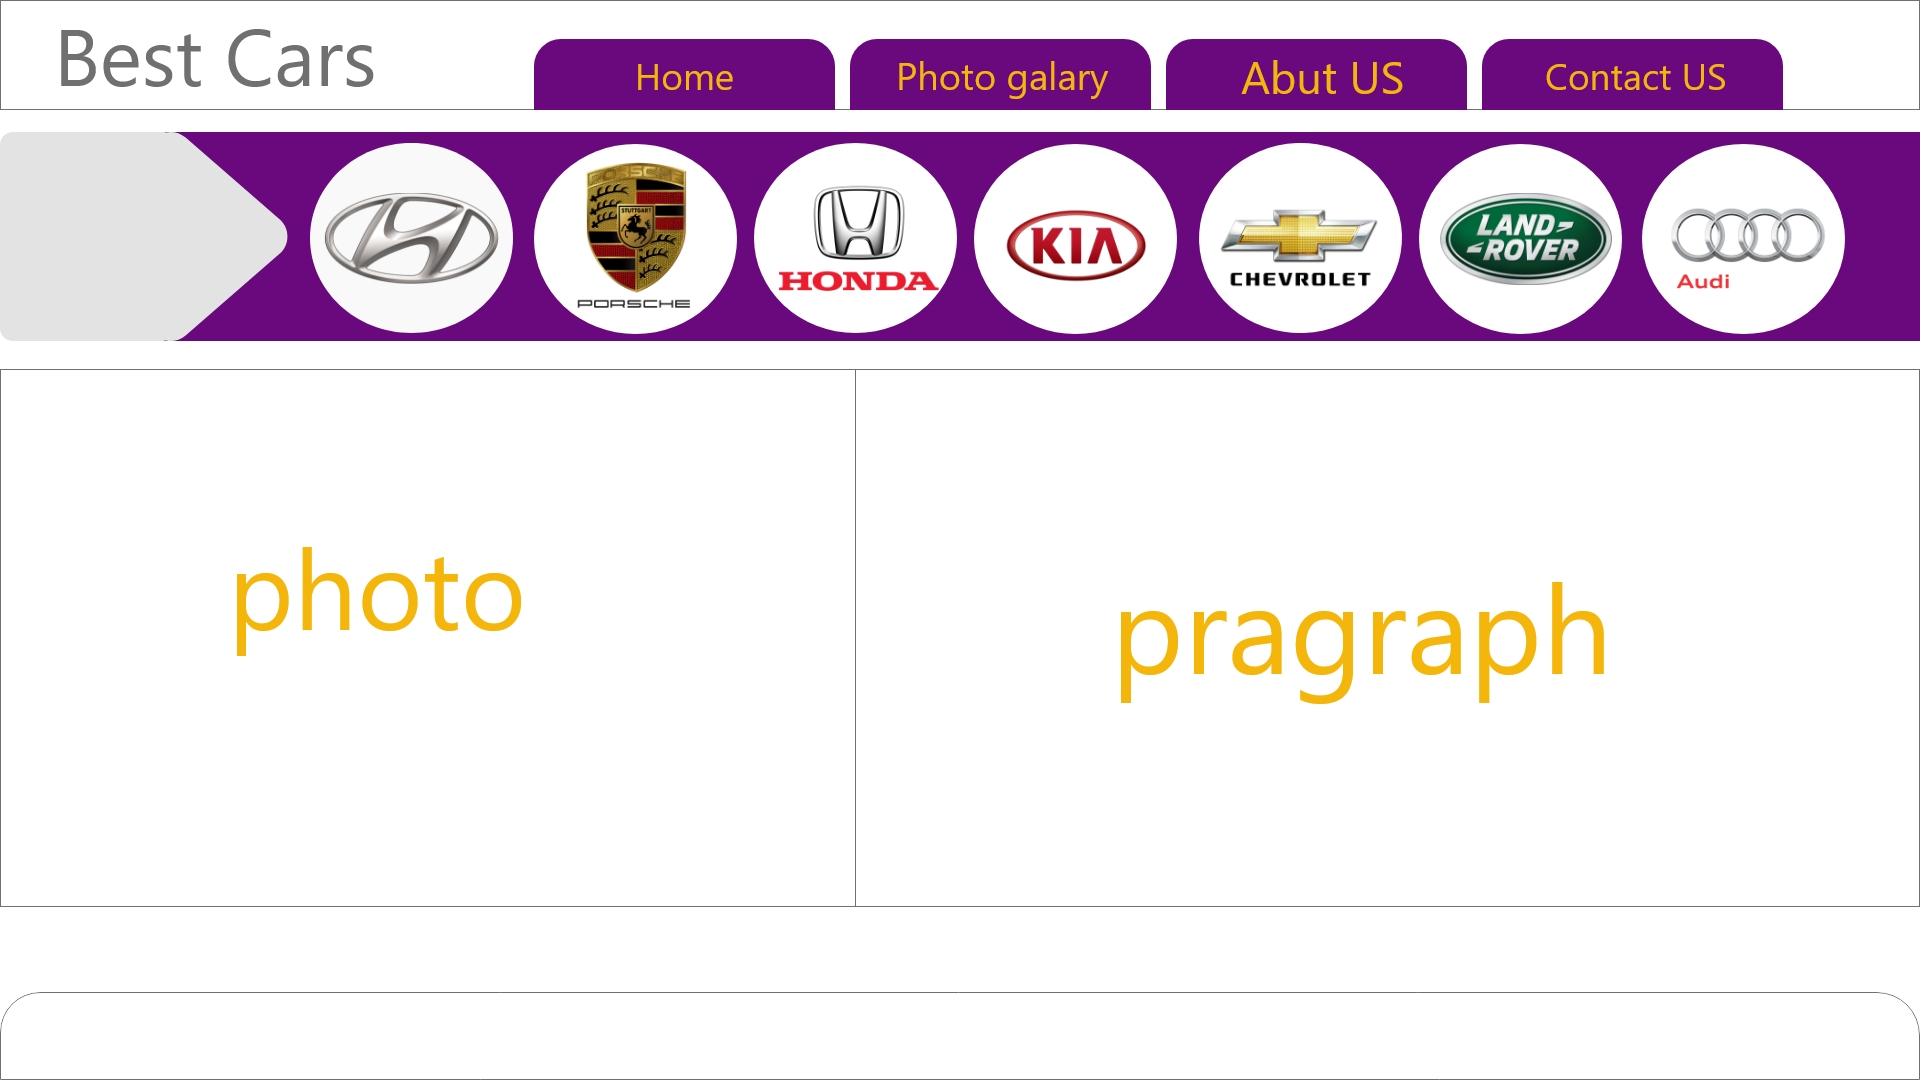 Best Cars
Home
Photo galary
Abut US
Contact US
PORSCHE
STUTTGART
PORSCHE
HONDA
KIA
CHEVROLET
LAND
ROVER
Audi
photo
pragraph